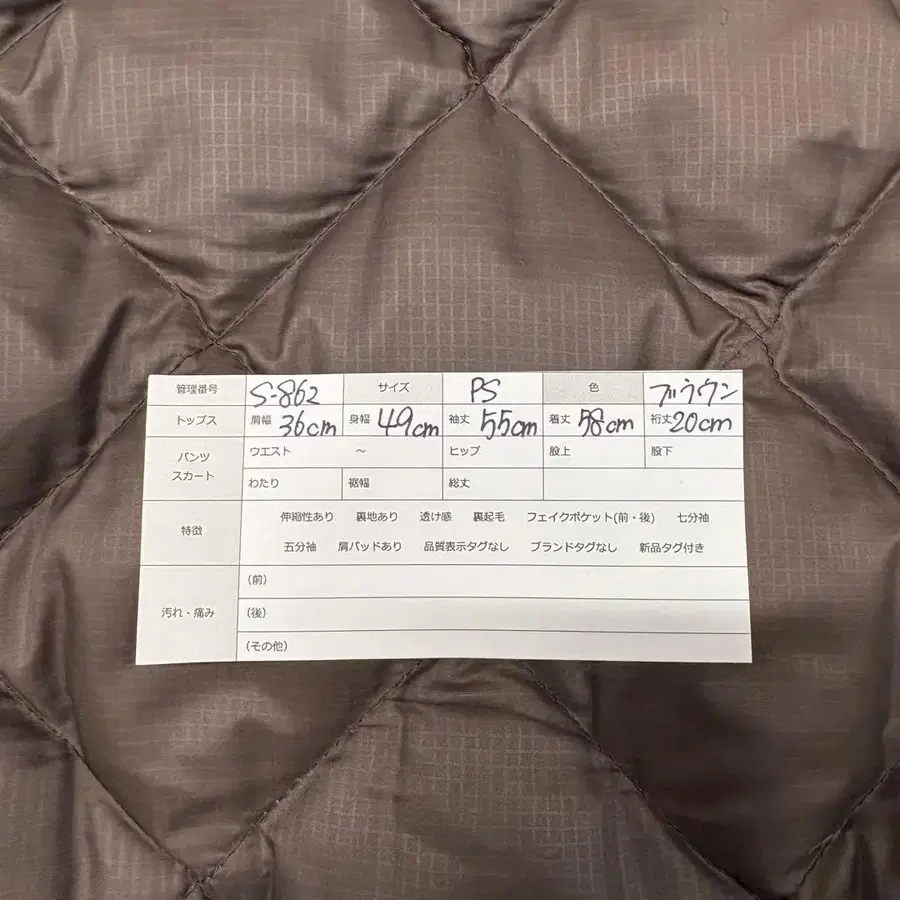 管理番号 S-862 サイズ PS 色 ブラウン
トップス 肩幅 36cm 身幅 49cm 袖丈 55cm 着丈 58cm 裄丈 20cm
パンツ スカート ウエスト ～ ヒップ 股上 股下
わたり 裾幅 総丈
特徴 伸縮性あり 裏地あり 透け感 裏起毛 フェイクポケット(前・後) 七分袖
五分袖 肩パッドあり 品質表示タグなし ブランドタグなし 新品タグ付き
汚れ・痛み (前)
(後)
(その他)